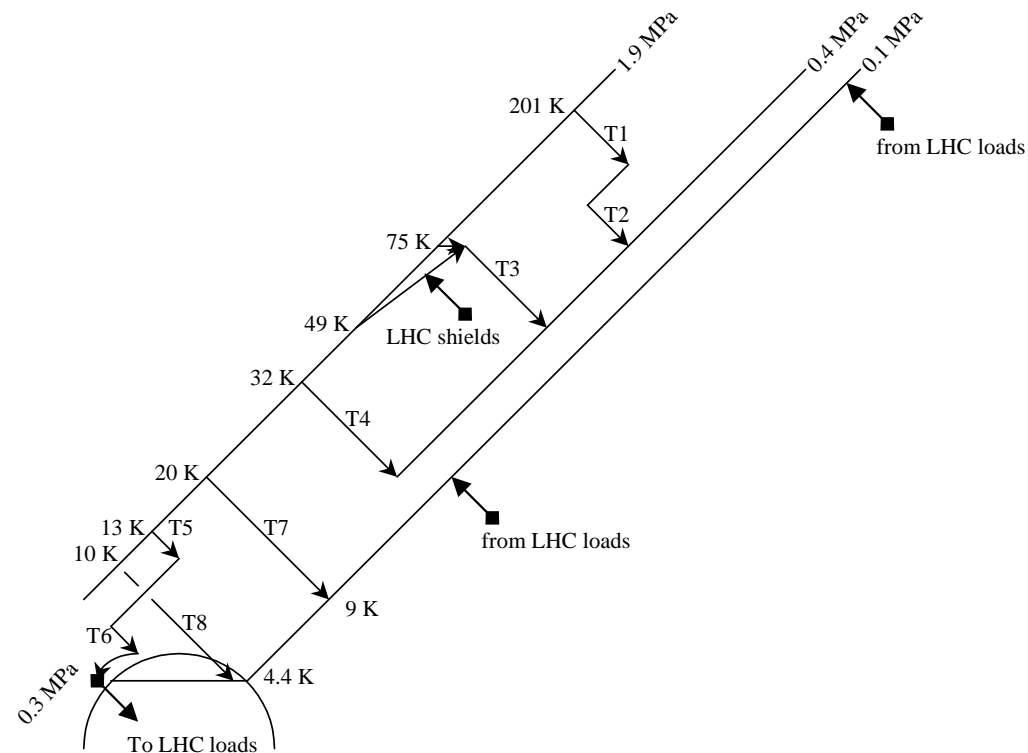 1.9 MPa
0.4 MPa
0.1 MPa
201 K
T1
from LHC loads
T2
75 K
T3
49 K
LHC shields
32 K
T4
20 K
13 K
T5
T7
10 K
from LHC loads
9 K
T8
T6
4.4 K
0.3 MPa
To LHC loads